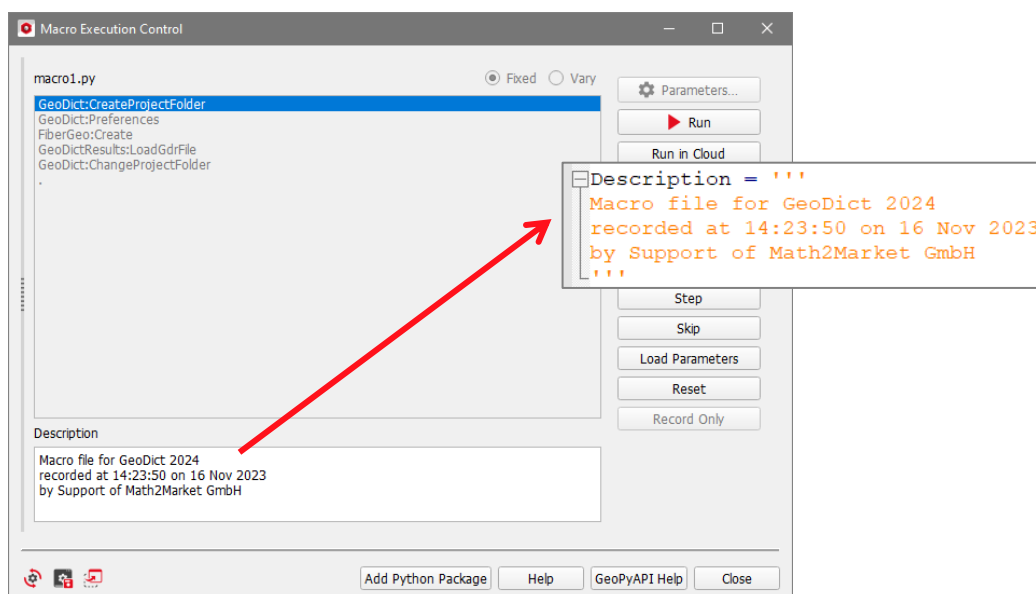 Macro Execution Control
macro1.py
Fixed Vary
GeoDict:CreateProjectFolder
GeoDict:Preferences
FiberGeo:Create
GeoDictResults:LoadGdrFile
GeoDict:ChangeProjectFolder
.
Parameters...
Run
Run in Cloud
Description = '''
Macro file for GeoDict 2024
recorded at 14:23:50 on 16 Nov 2023
by Support of Math2Market GmbH
'''
Step
Skip
Load Parameters
Reset
Record Only
Description
Macro file for GeoDict 2024
recorded at 14:23:50 on 16 Nov 2023
by Support of Math2Market GmbH
Add Python Package Help GeoPyAPI Help Close